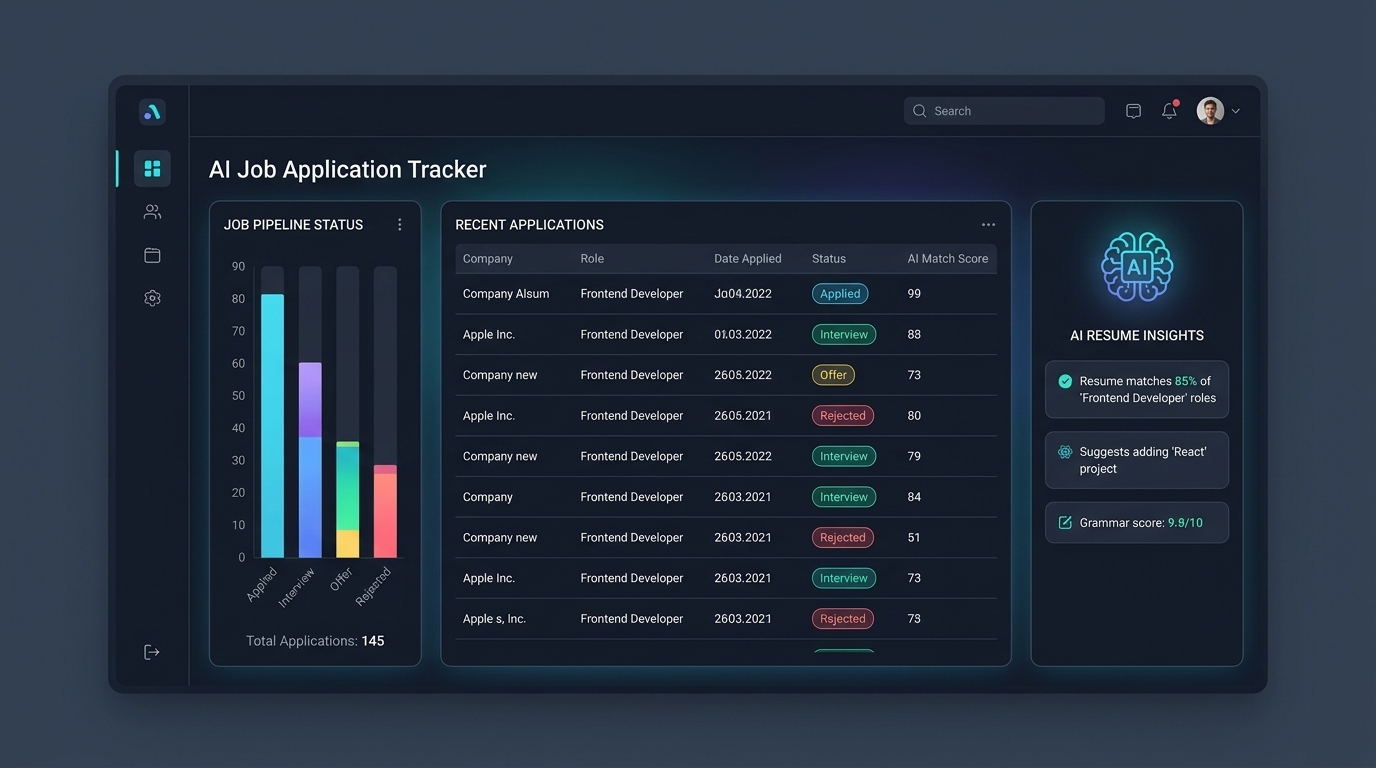 Search
AI Job Application Tracker
JOB PIPELINE STATUS
90
80
70
60
50
40
30
20
10
0
Applied
Interview
Offer
Rejected
Total Applications: 145
RECENT APPLICATIONS
Company Role Date Applied Status AI Match Score
Company Alsum Frontend Developer 2022 Applied 99
Apple Inc. Frontend Developer 01.03.2022 Interview 88
Company new Frontend Developer 2605.2022 Offer 73
Apple Inc. Frontend Developer 2605.2021 Rejected 80
Company new Frontend Developer 2605.2022 Interview 79
Company Frontend Developer 2603.2021 Interview 84
Company new Frontend Developer 2603.2021 Rejected 51
Apple Inc. Frontend Developer 2603.2021 Interview 73
Apple s, Inc. Frontend Developer 2603.2021 Rsjected 73
AI
AI RESUME INSIGHTS
Resume matches 85% of
'Frontend Developer' roles
Suggests adding 'React'
project
Grammar score: 9.8/10